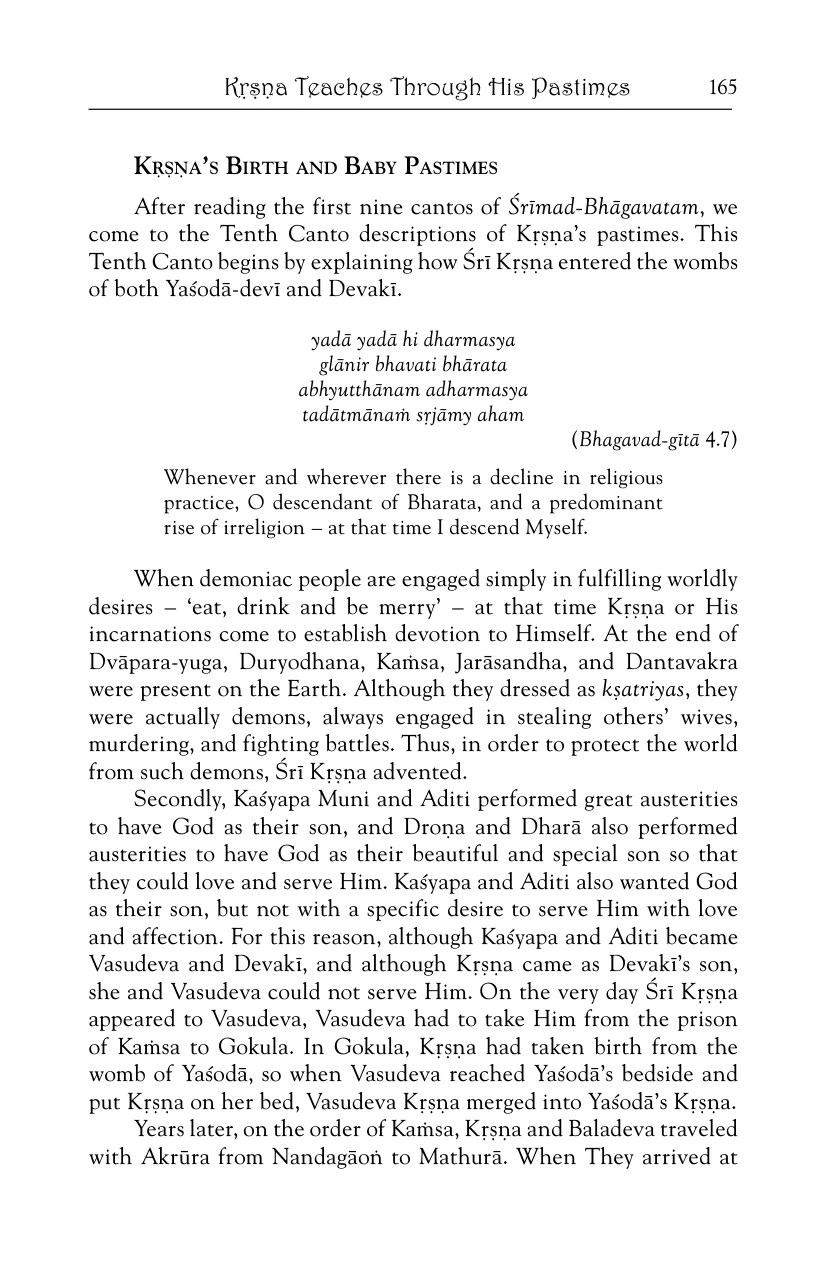 Kṛṣṇa Teaches Through His Pastimes 165
Kṛṣṇa's Birth and Baby Pastimes
After reading the first nine cantos of Śrīmad-Bhāgavatam, we
come to the Tenth Canto descriptions of Kṛṣṇa's pastimes. This
Tenth Canto begins by explaining how Śrī Kṛṣṇa entered the wombs
of both Yaśodā-devī and Devakī.
yadā yadā hi dharmasya
glānir bhavati bhārata
abhyutthānam adharmasya
tadātmānaṁ sṛjāmy aham
(Bhagavad-gītā 4.7)
Whenever and wherever there is a decline in religious
practice, O descendant of Bharata, and a predominant
rise of irreligion – at that time I descend Myself.
When demoniac people are engaged simply in fulfilling worldly
desires – 'eat, drink and be merry' – at that time Kṛṣṇa or His
incarnations come to establish devotion to Himself. At the end of
Dvāpara-yuga, Duryodhana, Kaṁsa, Jarāsandha, and Dantavakra
were present on the Earth. Although they dressed as kṣatriyas, they
were actually demons, always engaged in stealing others' wives,
murdering, and fighting battles. Thus, in order to protect the world
from such demons, Śrī Kṛṣṇa advented.
Secondly, Kaśyapa Muni and Aditi performed great austerities
to have God as their son, and Droṇa and Dharā also performed
austerities to have God as their beautiful and special son so that
they could love and serve Him. Kaśyapa and Aditi also wanted God
as their son, but not with a specific desire to serve Him with love
and affection. For this reason, although Kaśyapa and Aditi became
Vasudeva and Devakī, and although Kṛṣṇa came as Devakī's son,
she and Vasudeva could not serve Him. On the very day Śrī Kṛṣṇa
appeared to Vasudeva, Vasudeva had to take Him from the prison
of Kaṁsa to Gokula. In Gokula, Kṛṣṇa had taken birth from the
womb of Yaśodā, so when Vasudeva reached Yaśodā's bedside and
put Kṛṣṇa on her bed, Vasudeva Kṛṣṇa merged into Yaśodā's Kṛṣṇa.
Years later, on the order of Kaṁsa, Kṛṣṇa and Baladeva traveled
with Akrūra from Nandagāoṅ to Mathurā. When They arrived at